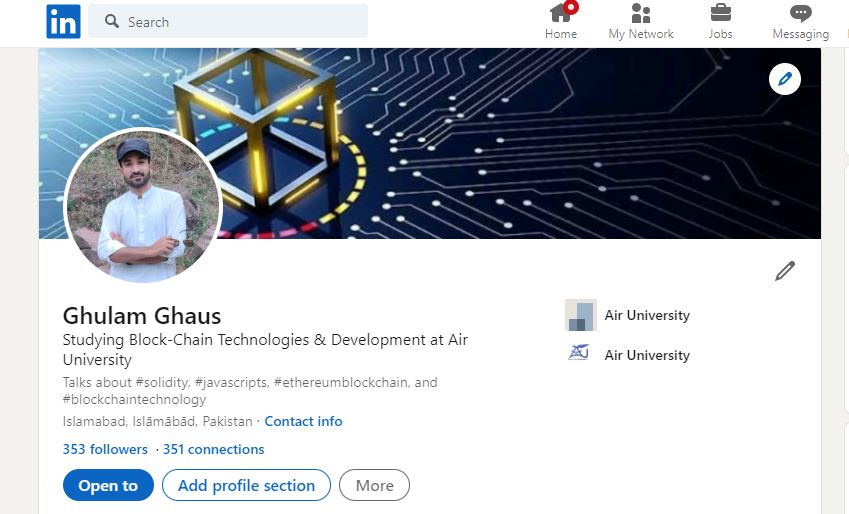 in
Search
Home
My Network
Jobs
Messaging
Ghulam Ghaus
Studying Block-Chain Technologies & Development at Air
University
Talks about #solidity, #javascripts, #ethereumblockchain, and
#blockchaintechnology
Islamabad, Islāmābād, Pakistan · Contact info
353 followers · 351 connections
Open to
Add profile section
More
Air University
Air University